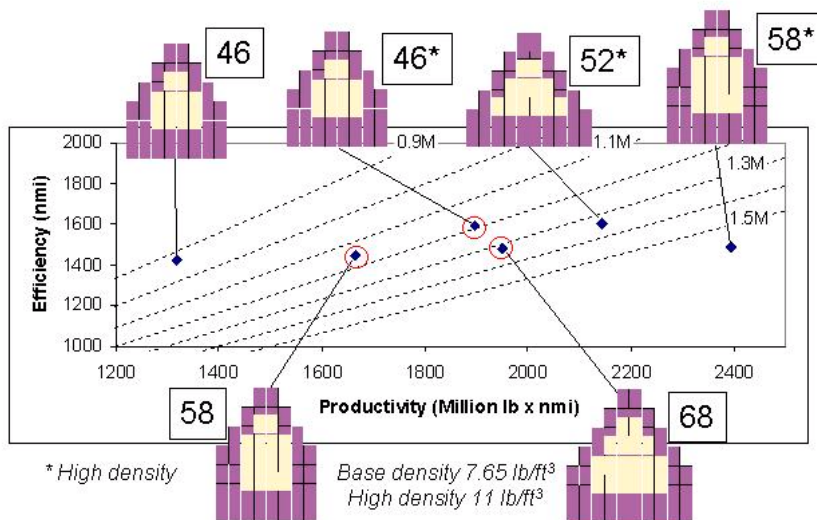 46
46*
52*
58*
2000
1800
1600
1400
1200
1000
Efficiency (nmi)
0.9M
1.1M
1.3M
1.5M
1200 1400 1600 1800 2000 2200 2400
Productivity (Million lb x nmi)
58
68
* High density
Base density 7.65 lb/ft³
High density 11 lb/ft³